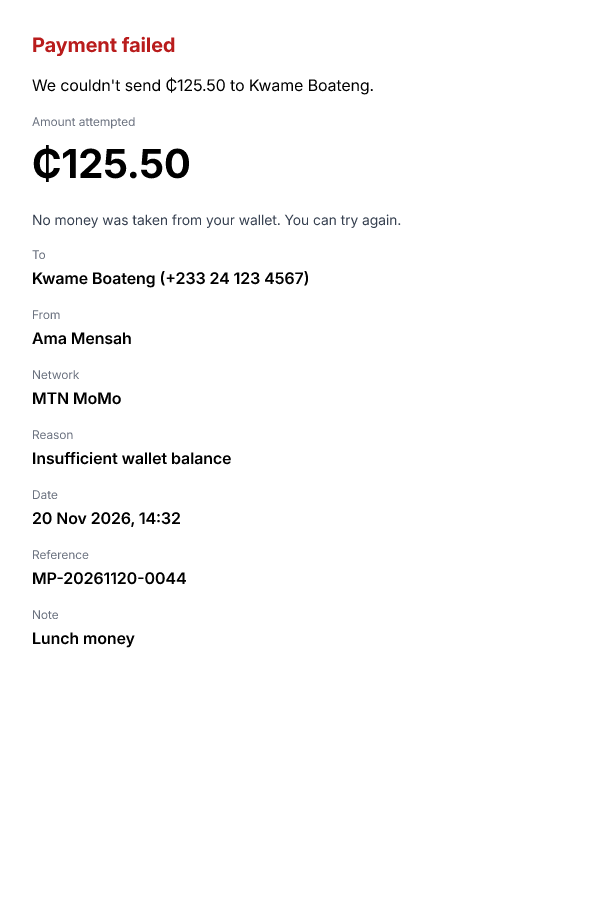 Payment failed
We couldn't send ₵125.50 to Kwame Boateng.
Amount attempted
₵125.50
No money was taken from your wallet. You can try again.
To
Kwame Boateng (+233 24 123 4567)
From
Ama Mensah
Network
MTN MoMo
Reason
Insufficient wallet balance
Date
20 Nov 2026, 14:32
Reference
MP-20261120-0044
Note
Lunch money